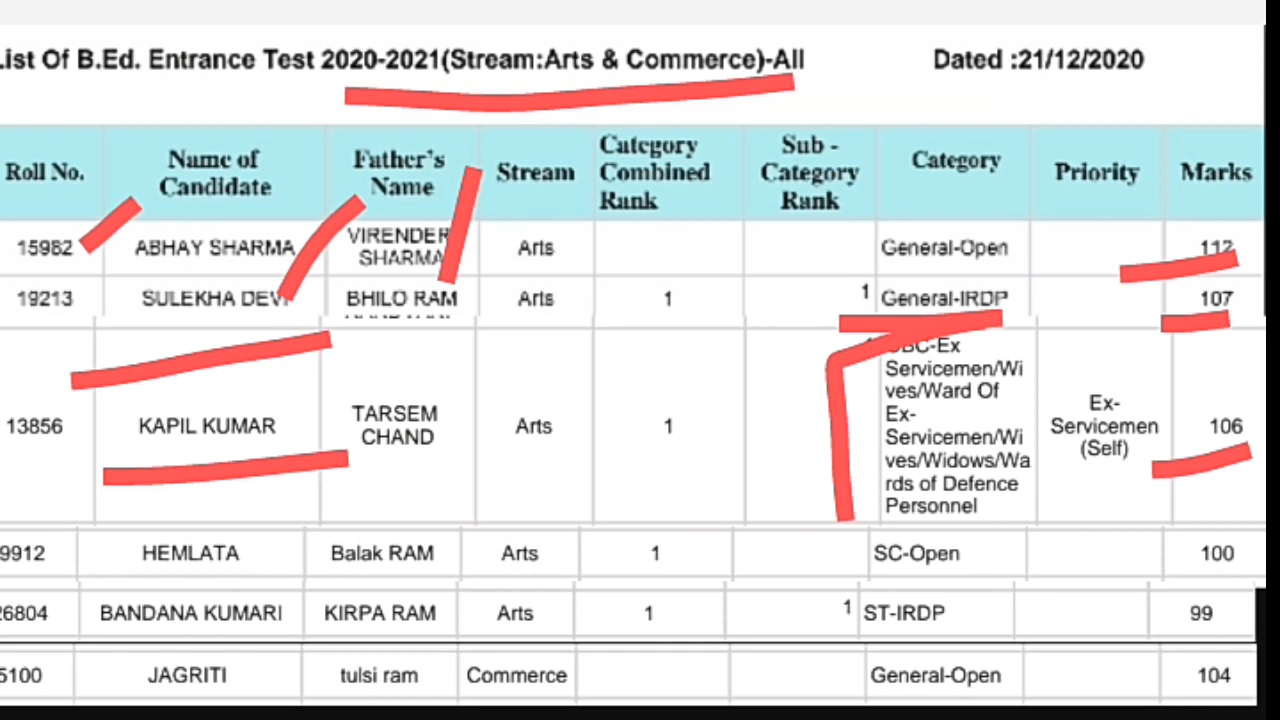 List Of B.Ed. Entrance Test 2020-2021(Stream:Arts & Commerce)-All Dated :21/12/2020
Roll No. Name of Candidate Father's Name Stream Category Combined Rank Sub - Category Rank Category Priority Marks
15982 ABHAY SHARMA VIRENDER SHARMA Arts General-Open 112
19213 SULEKHA DEVI BHILO RAM Arts 1 1 General-IRDP 107
13856 KAPIL KUMAR TARSEM CHAND Arts 1 OBC-Ex Servicemen/Wives/Ward Of Ex-Servicemen/Wives/Widows/Wards of Defence Personnel Ex-Servicemen (Self) 106
9912 HEMLATA Balak RAM Arts 1 SC-Open 100
26804 BANDANA KUMARI KIRPA RAM Arts 1 1 ST-IRDP 99
5100 JAGRITI tulsi ram Commerce General-Open 104